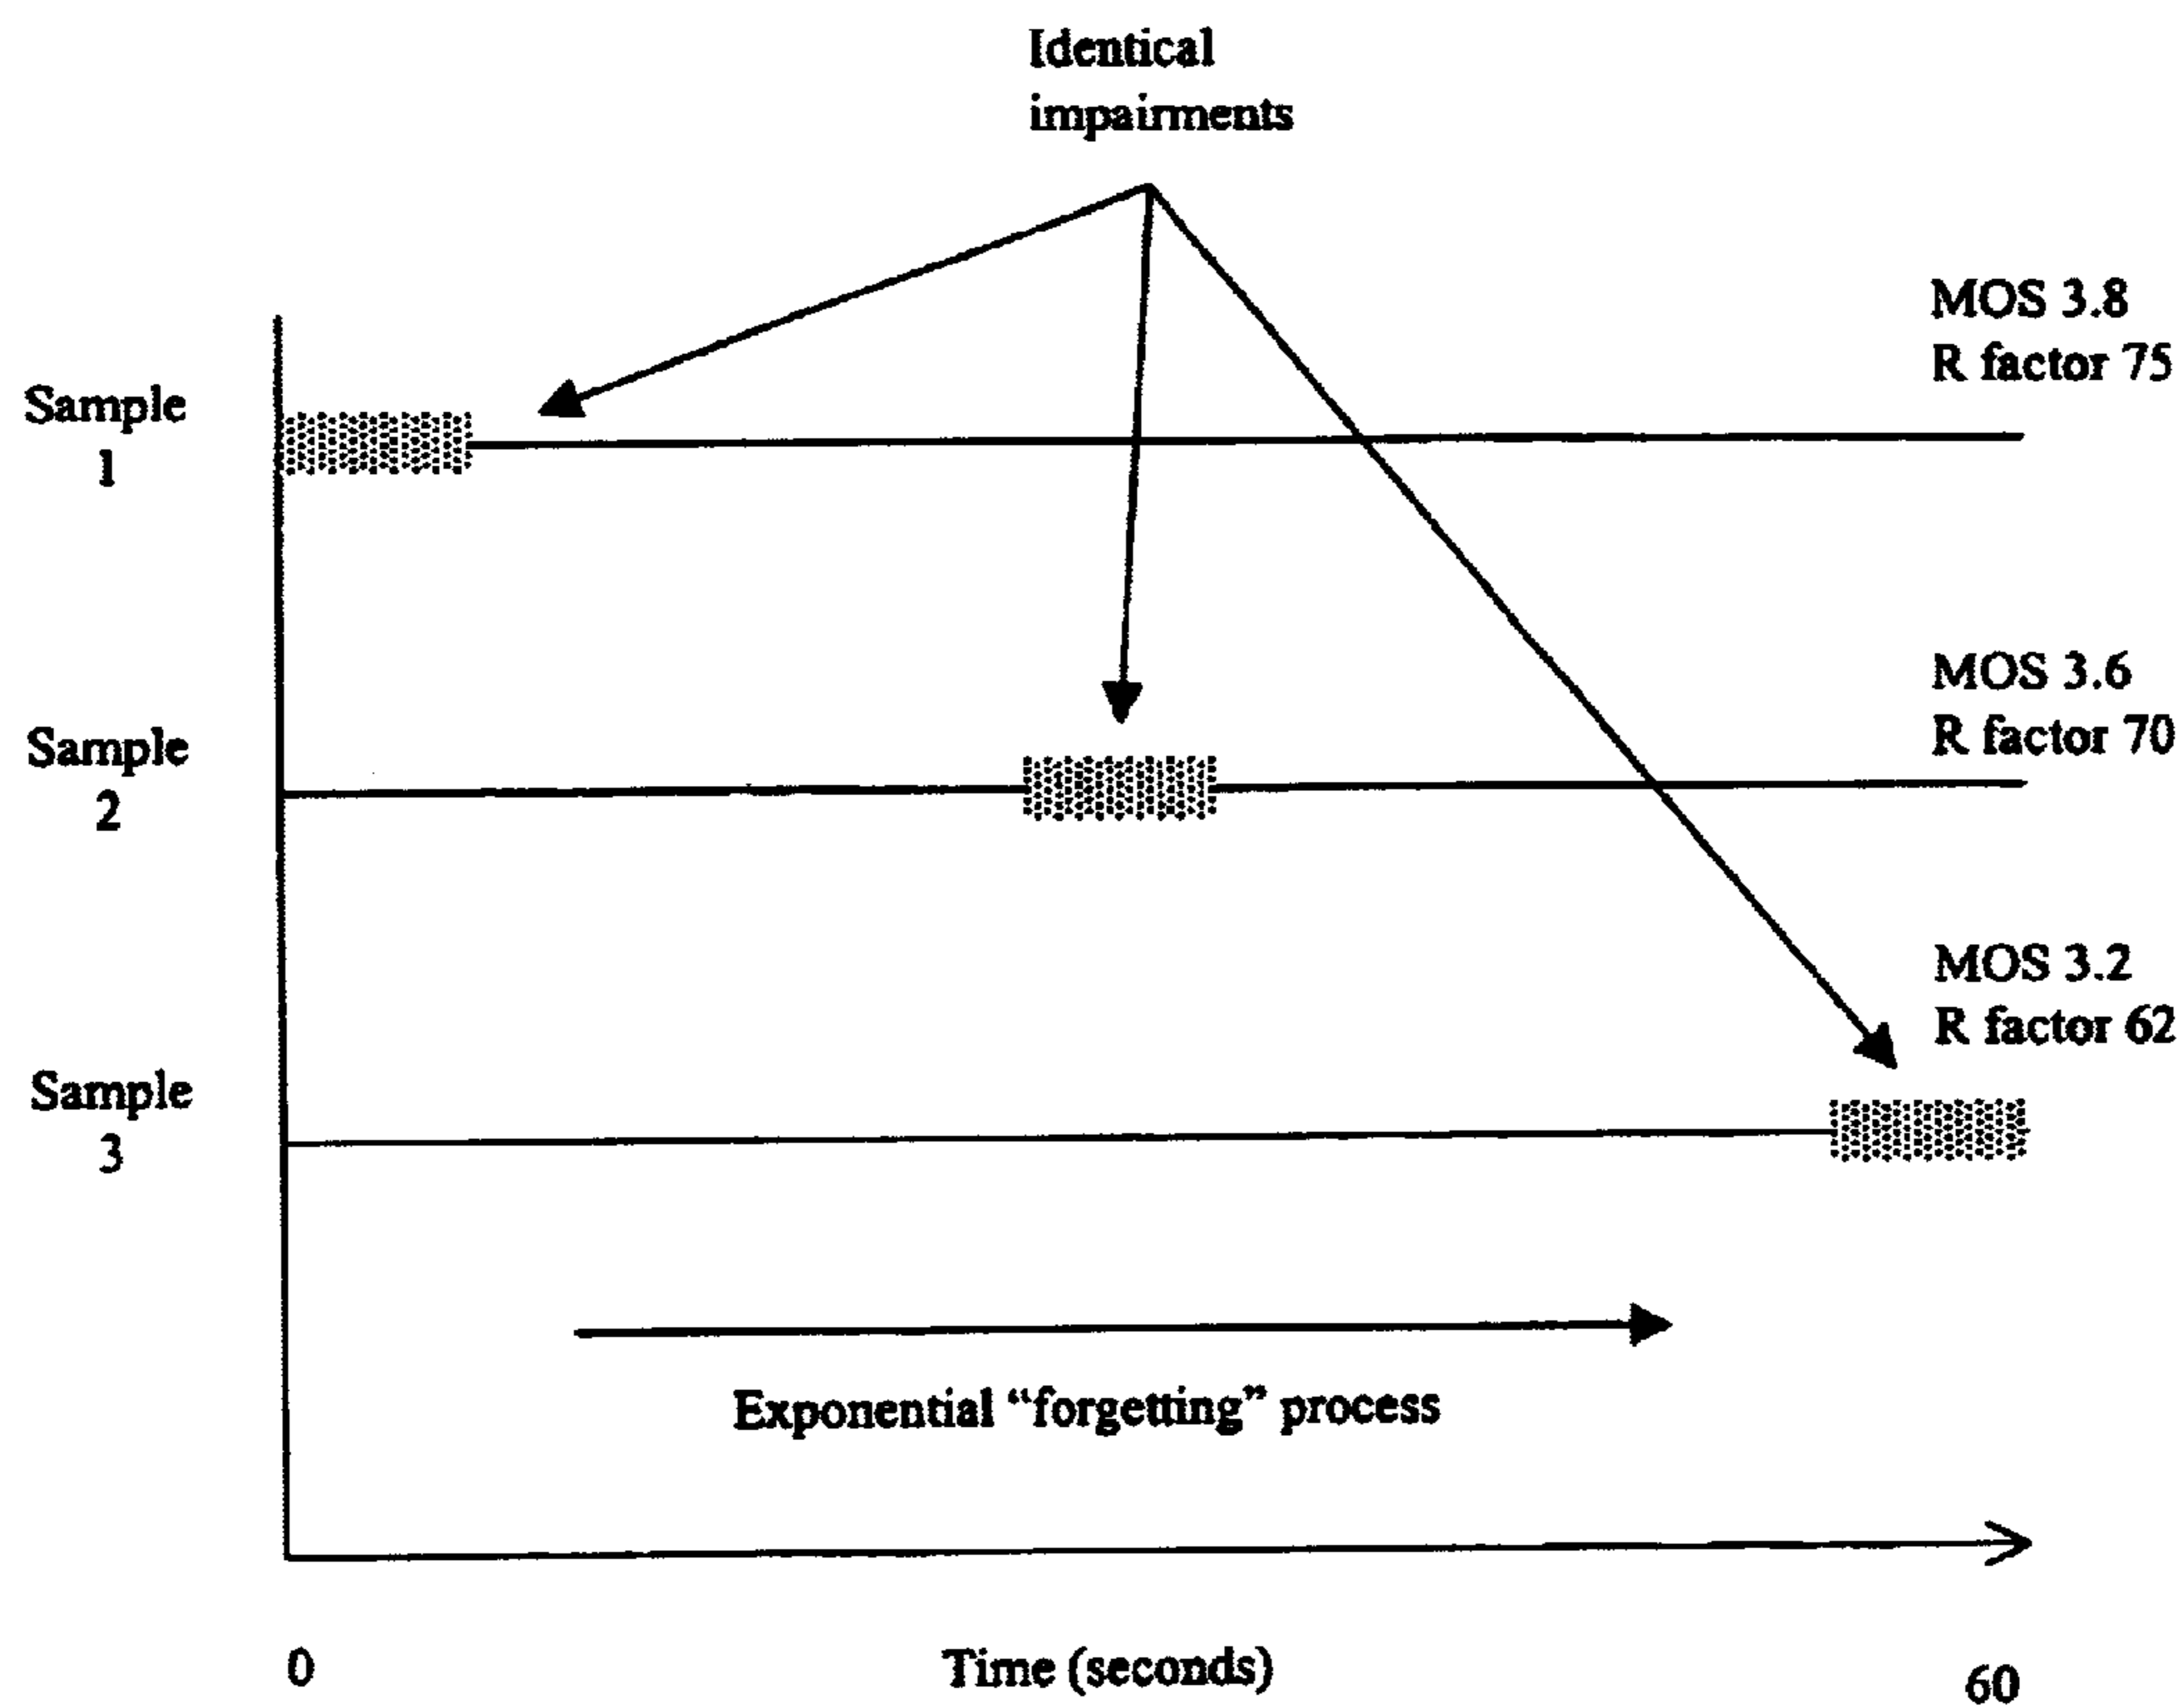 Identical
impairments
MOS 3.8
R factor 75
Sample
1
MOS 3.6
R factor 70
Sample
2
MOS 3.2
R factor 62
Sample
3
Exponential “forgetting” process
0
Time (seconds)
60